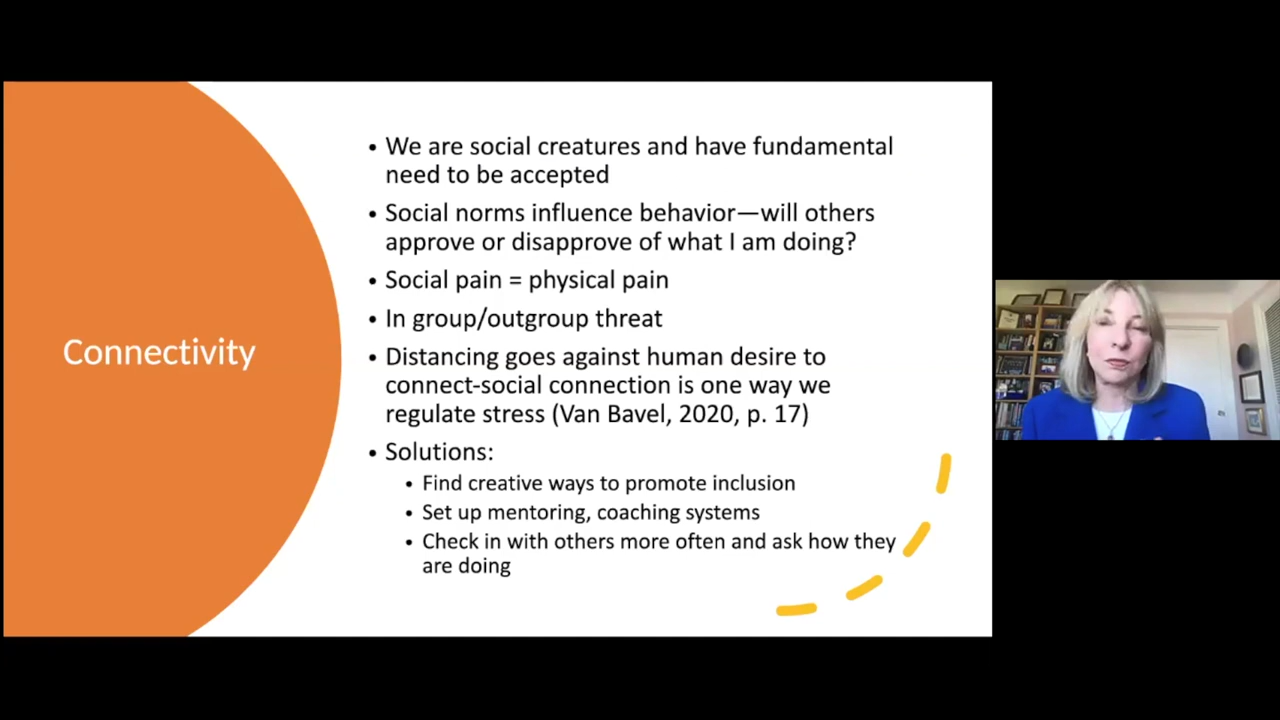 Connectivity
• We are social creatures and have fundamental
need to be accepted
• Social norms influence behavior—will others
approve or disapprove of what I am doing?
• Social pain = physical pain
• In group/outgroup threat
• Distancing goes against human desire to
connect-social connection is one way we
regulate stress (Van Bavel, 2020, p. 17)
• Solutions:
• Find creative ways to promote inclusion
• Set up mentoring, coaching systems
• Check in with others more often and ask how they
are doing